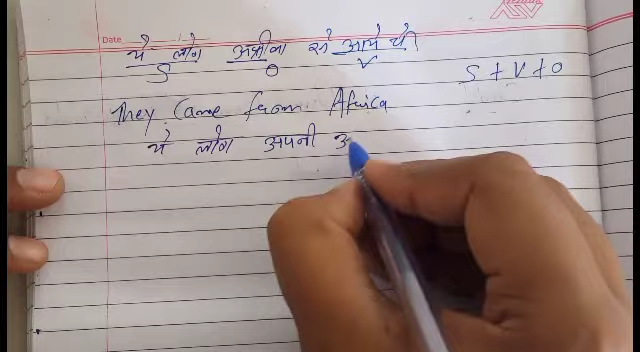 Date
ये लोग अफ्रीका से आये थे
S O V
S + V + O
They Came from Africa
ये लोग अपनी अ